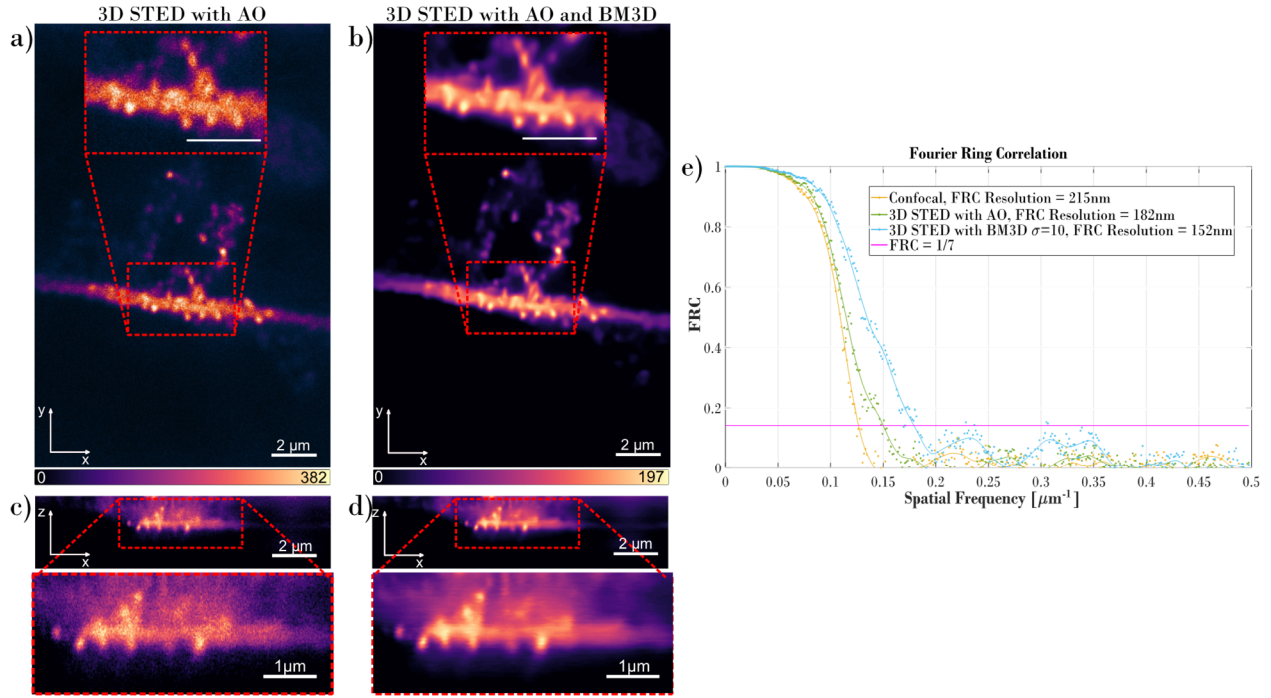 3D STED with AO
3D STED with AO and BM3D
a)
b)
y
x
2 μm
y
x
2 μm
0
382
0
197
c)
z
x
2 μm
1μm
d)
z
x
2 μm
1μm
e)
Fourier Ring Correlation
Confocal, FRC Resolution = 215nm
3D STED with AO, FRC Resolution = 182nm
3D STED with BM3D σ=10, FRC Resolution = 152nm
FRC = 1/7
FRC
1
0.8
0.6
0.4
0.2
0
0
0.05
0.1
0.15
0.2
0.25
0.3
0.35
0.4
0.45
0.5
Spatial Frequency [μm⁻¹]